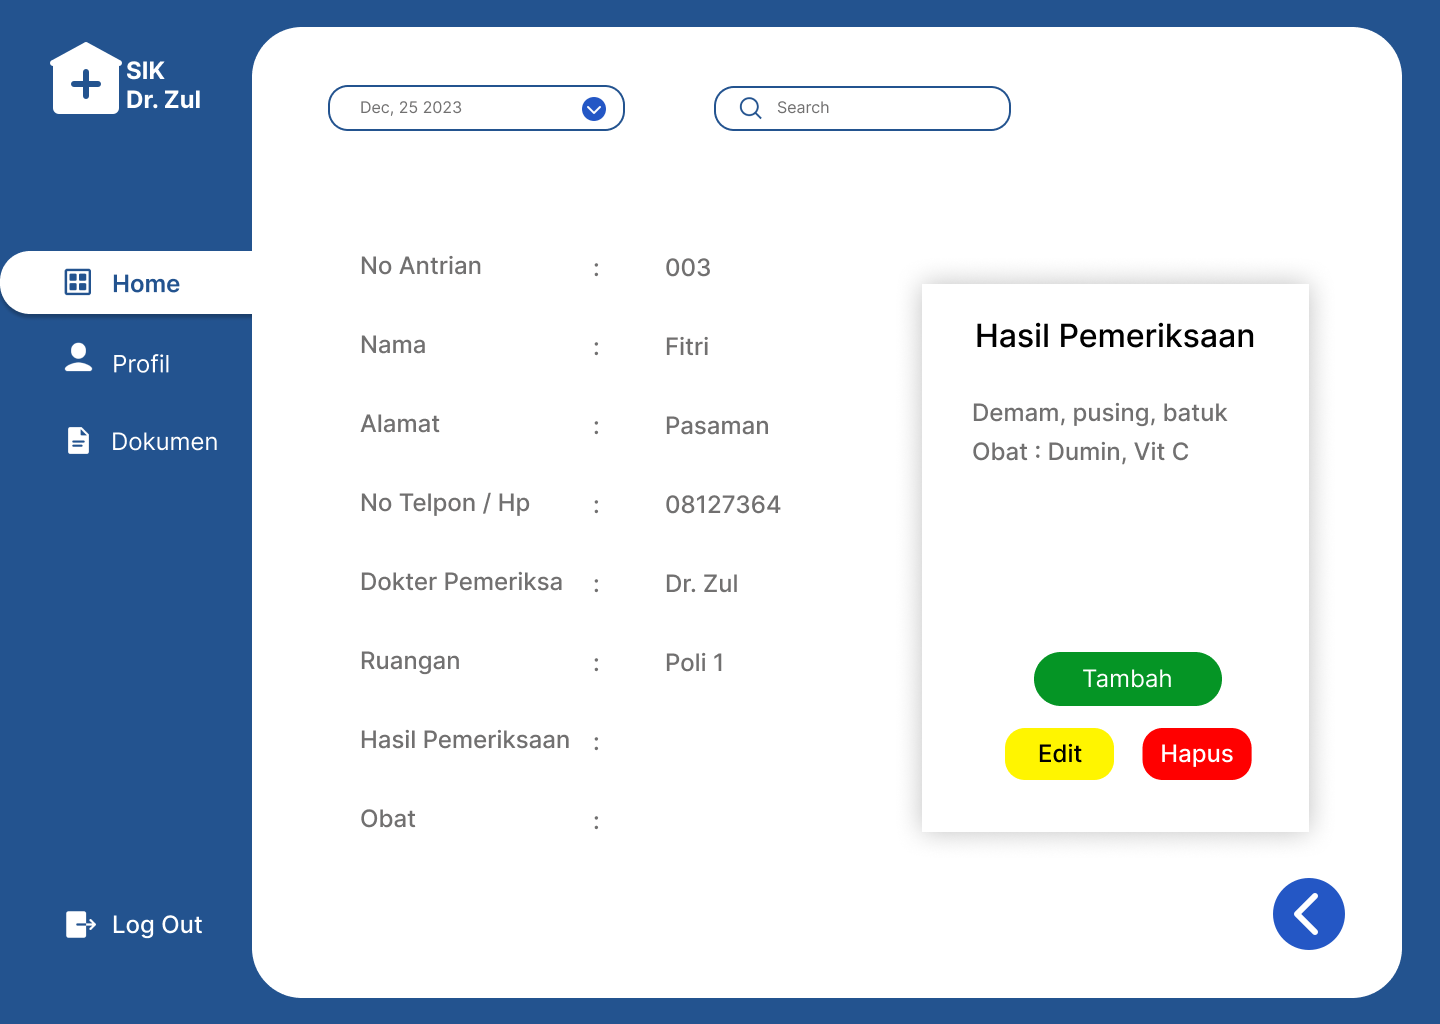 SIK
Dr. Zul
Home
Profil
Dokumen
Log Out
Dec, 25 2023
Search
No Antrian : 003
Nama : Fitri
Alamat : Pasaman
No Telpon / Hp : 08127364
Dokter Pemeriksa : Dr. Zul
Ruangan : Poli 1
Hasil Pemeriksaan :
Obat :
Hasil Pemeriksaan
Demam, pusing, batuk
Obat : Dumin, Vit C
Tambah
Edit
Hapus